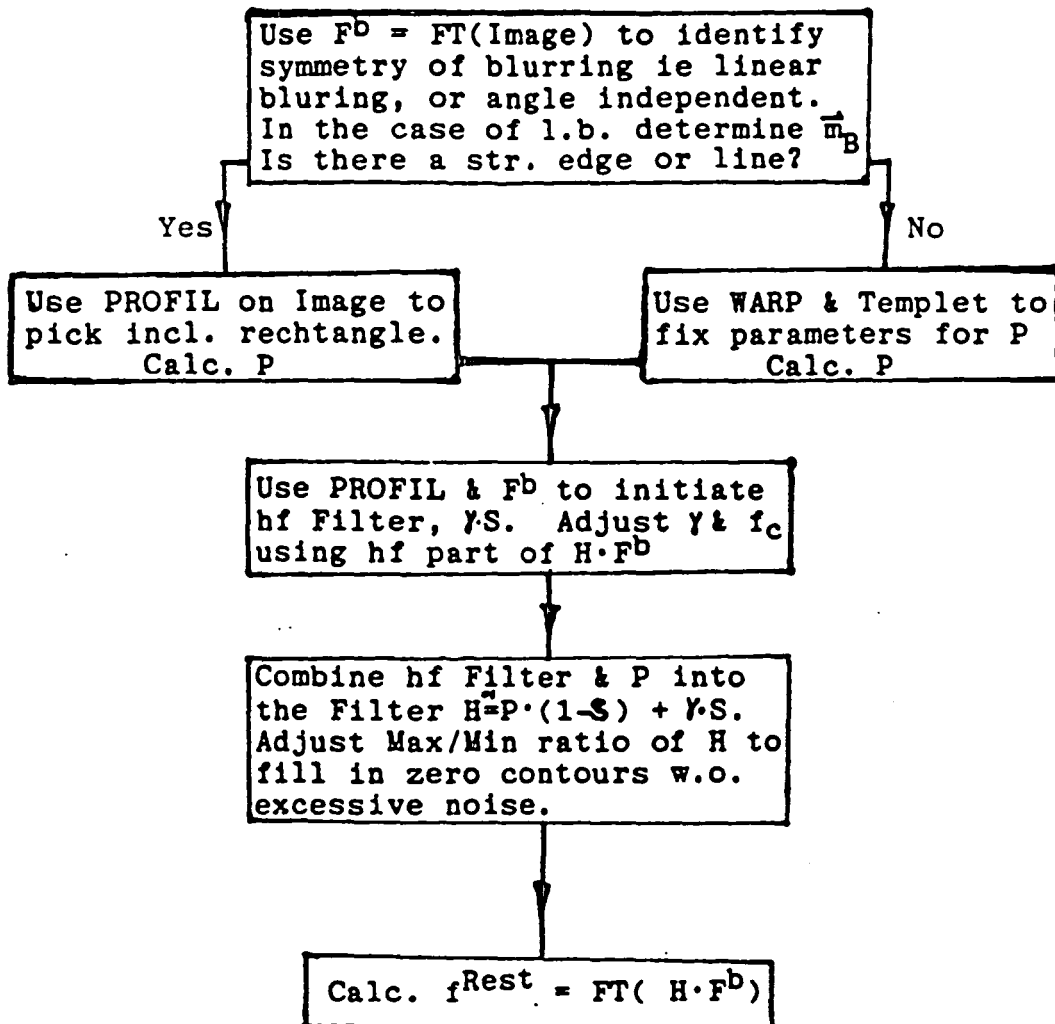 Use F^b = FT(Image) to identify
symmetry of blurring ie linear
bluring, or angle independent.
In the case of l.b. determine m⃗_B
Is there a str. edge or line?
Yes
No
Use PROFIL on Image to
pick incl. rechtangle.
Calc. P
Use WARP & Templet to
fix parameters for P
Calc. P
Use PROFIL & F^b to initiate
hf Filter, γ·S. Adjust γ & f_c
using hf part of H·F^b
Combine hf Filter & P into
the Filter H=P·(1-S) + γ·S.
Adjust Max/Min ratio of H to
fill in zero contours w.o.
excessive noise.
Calc. f^Rest = FT( H·F^b)